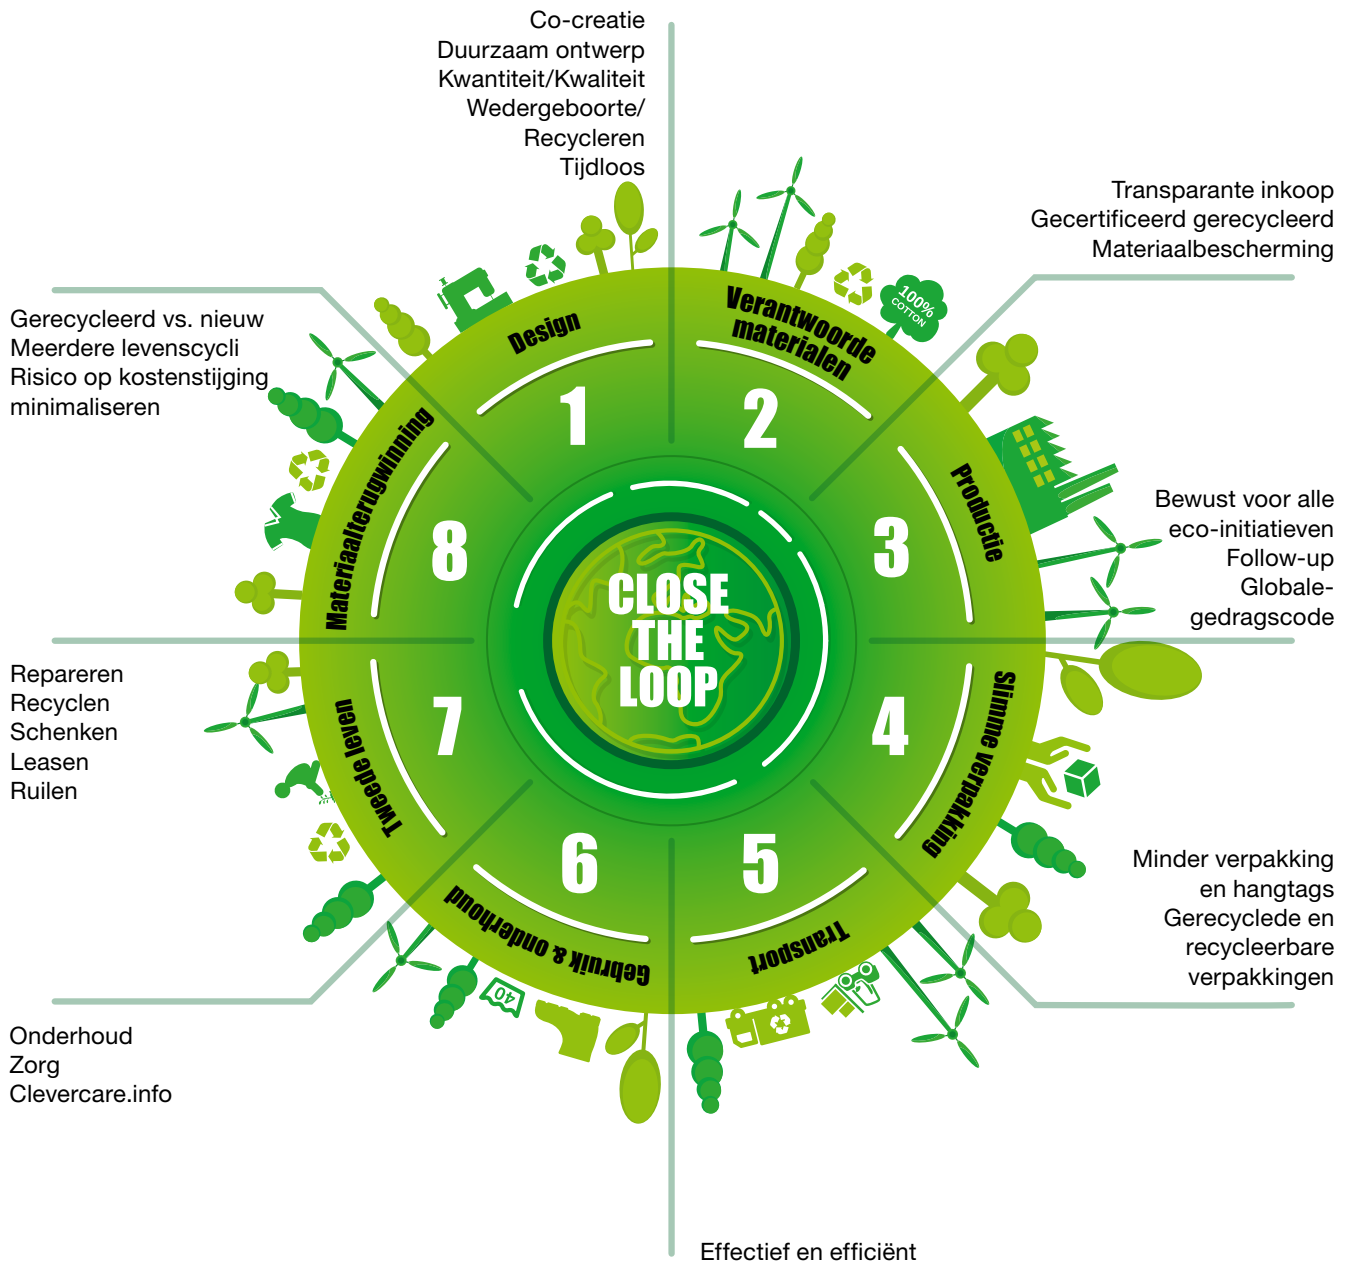 Co-creatie
Duurzaam ontwerp
Kwantiteit/Kwaliteit
Wedergeboorte/
Recycleren
Tijdloos
Transparante inkoop
Gecertificeerd gerecycleerd
Materiaalbescherming
Bewust voor alle
eco-initiatieven
Follow-up
Globale-
gedragscode
Minder verpakking
en hangtags
Gerecyclede en
recycleerbare
verpakkingen
Effectief en efficiënt
Onderhoud
Zorg
Clevercare.info
Repareren
Recyclen
Schenken
Leasen
Ruilen
Gerecycleerd vs. nieuw
Meerdere levenscycli
Risico op kostenstijging
minimaliseren
Design
1
Verantwoorde
materialen
2
100%
COTTON
Productie
3
Slimme verpakking
4
Transport
5
Gebruik & onderhoud
6
40
Tweede leven
7
Materiaalterugwinning
8
CLOSE
THE
LOOP